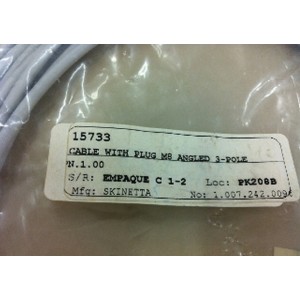 15733
CABLE WITH PLUG M8 ANGLED 3-POLE
N.1.00
S/R: EMPAQUE C 1-2 Loc: PK208B
Mfg: SKINETTA No: 1.007.242.009